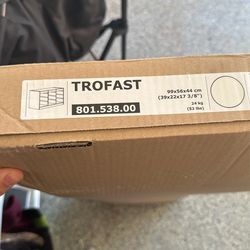 TROFAST
801.538.00
99x56x44 cm
(39x22x17 3/8")
24 kg
(53 lbs)